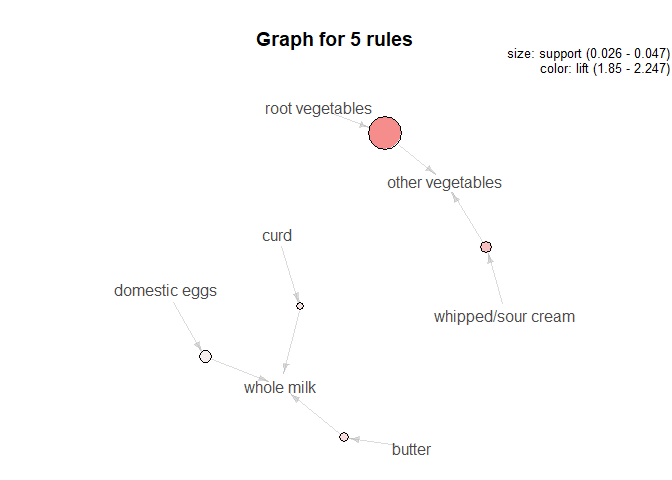 Graph for 5 rules
size: support (0.026 - 0.047)
color: lift (1.85 - 2.247)
root vegetables
other vegetables
curd
domestic eggs
whipped/sour cream
whole milk
butter